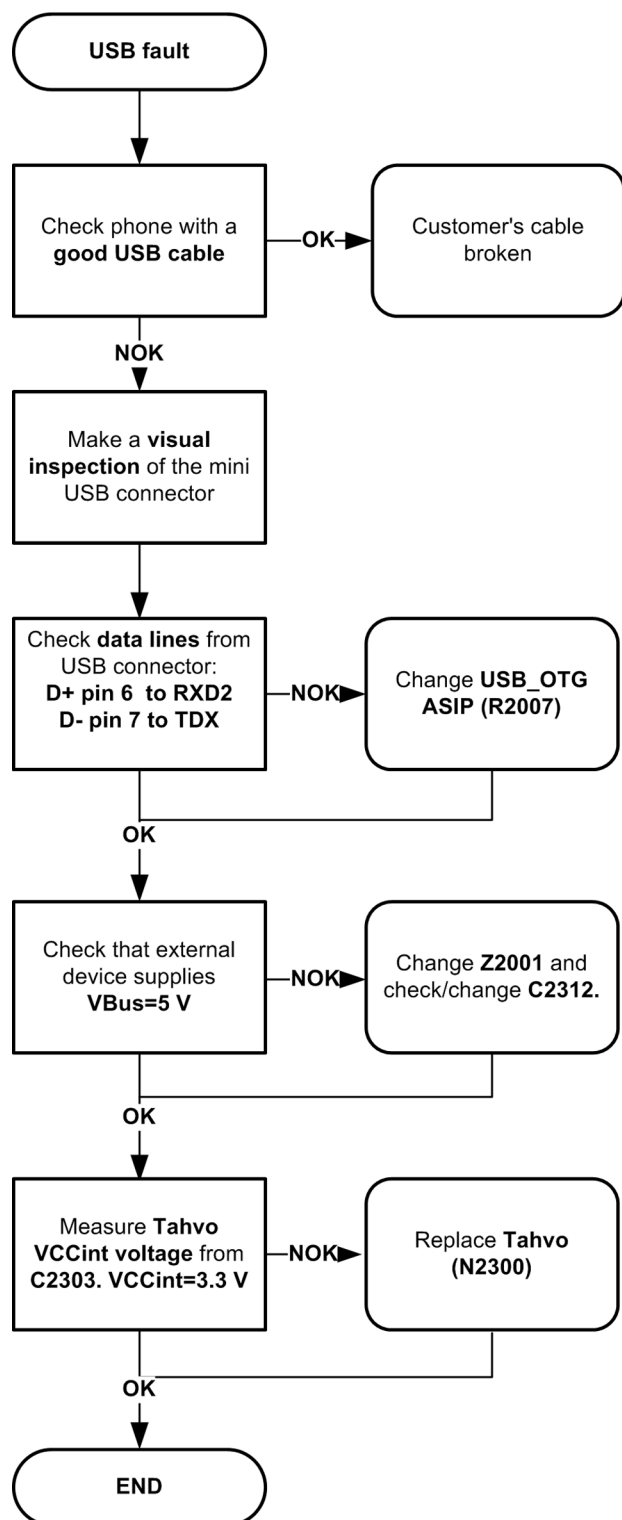 USB fault
Check phone with a
good USB cable
OK
Customer's cable
broken
NOK
Make a visual
inspection of the mini
USB connector
Check data lines from
USB connector:
D+ pin 6 to RXD2
D- pin 7 to TDX
NOK
Change USB_OTG
ASIP (R2007)
OK
Check that external
device supplies
VBus=5 V
NOK
Change Z2001 and
check/change C2312.
OK
Measure Tahvo
VCCint voltage from
C2303. VCCint=3.3 V
NOK
Replace Tahvo
(N2300)
OK
END